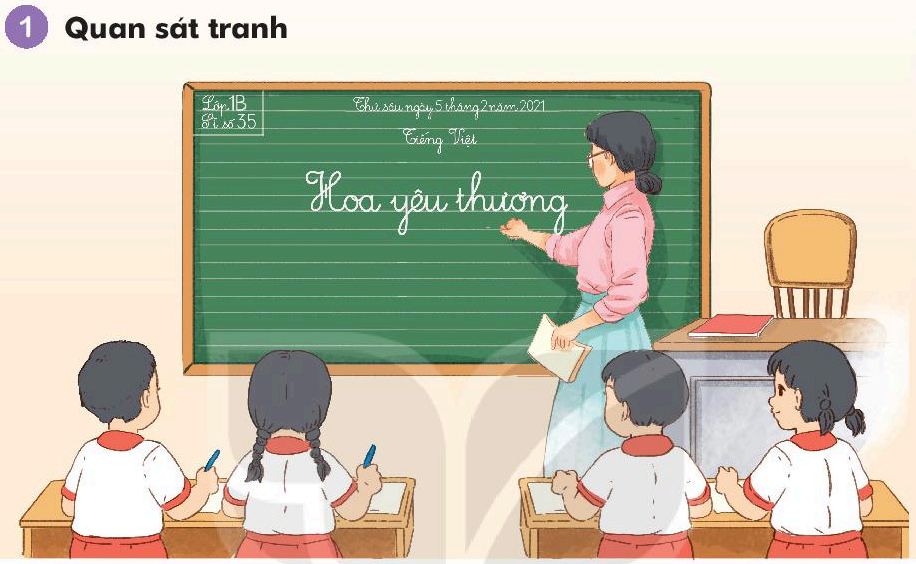 1 Quan sát tranh
Lớp 1B
Sĩ số 35
Thứ sáu ngày 5 tháng 2 năm 2021
Tiếng Việt
Hoa yêu thương